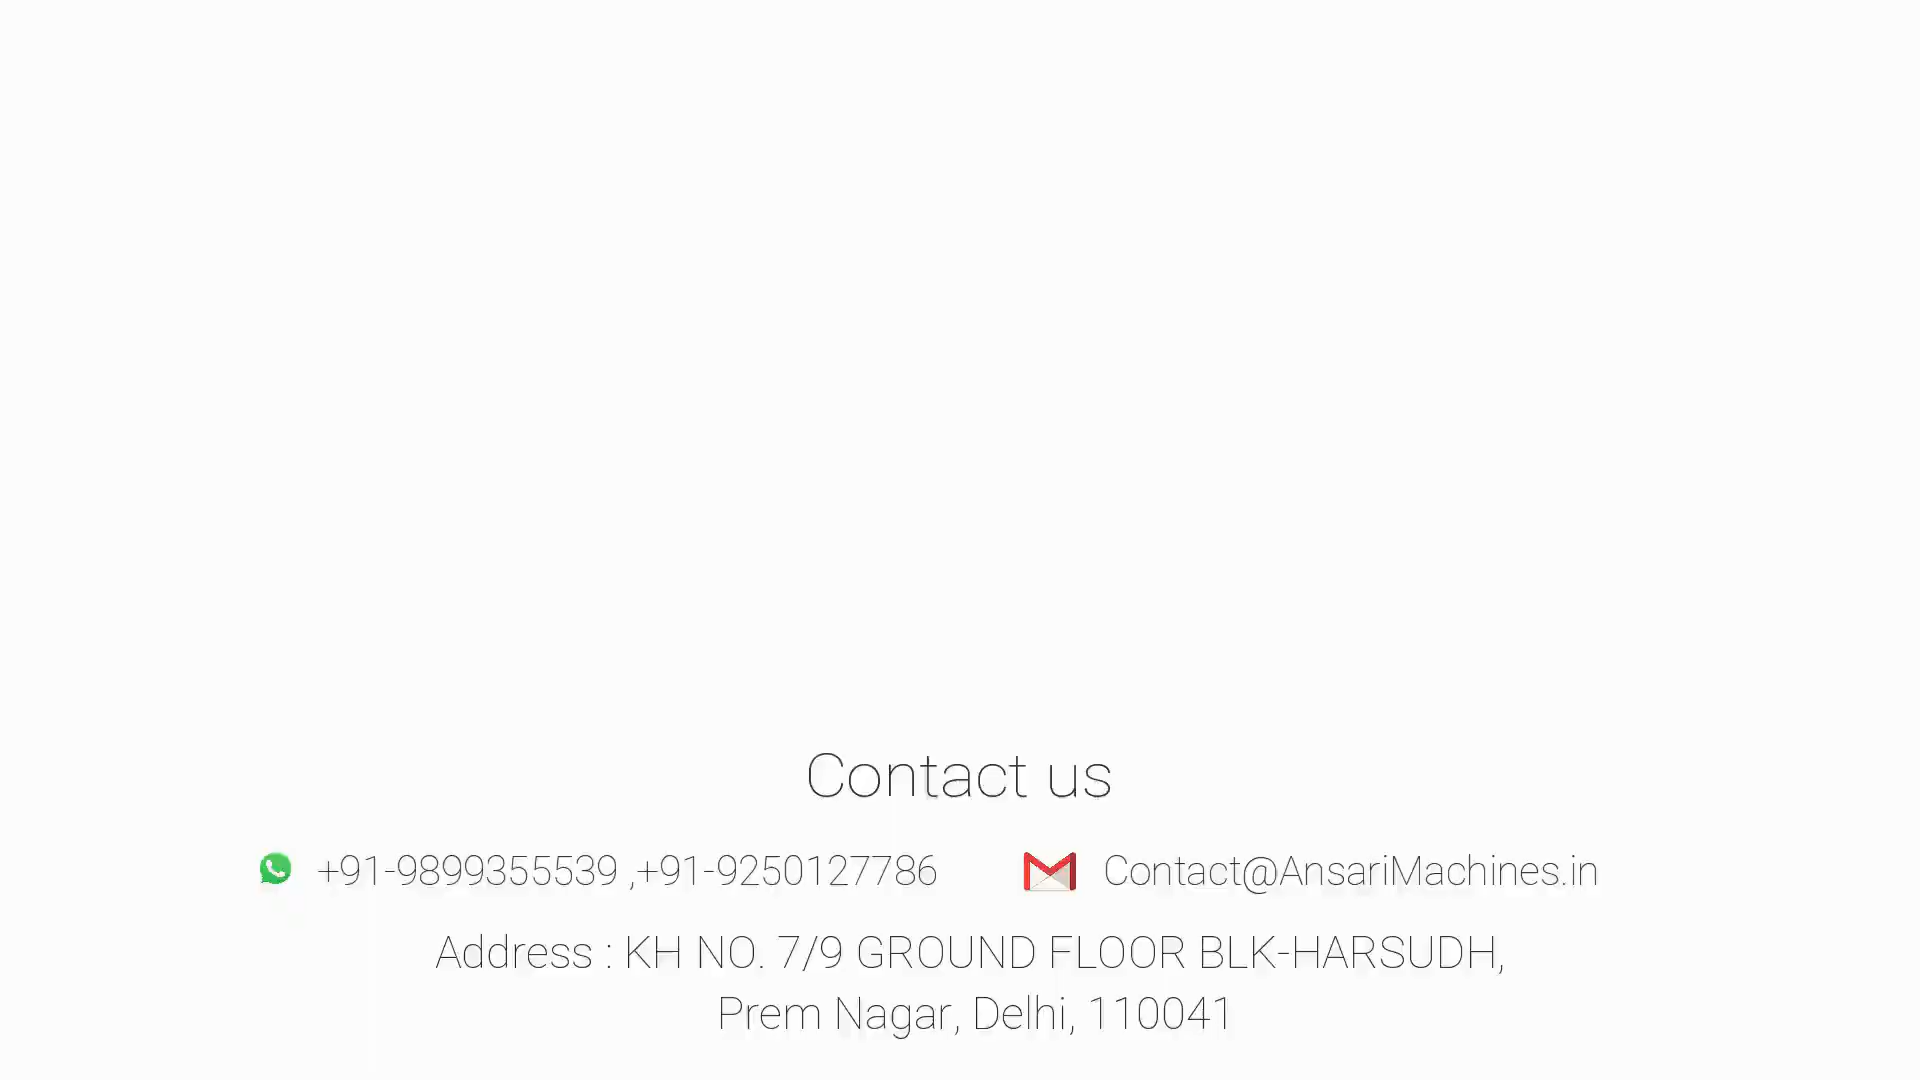 Contact us
+91-9899355539 ,+91-9250127786 Contact@AnsariMachines.in
Address : KH NO. 7/9 GROUND FLOOR BLK-HARSUDH,
Prem Nagar, Delhi, 110041